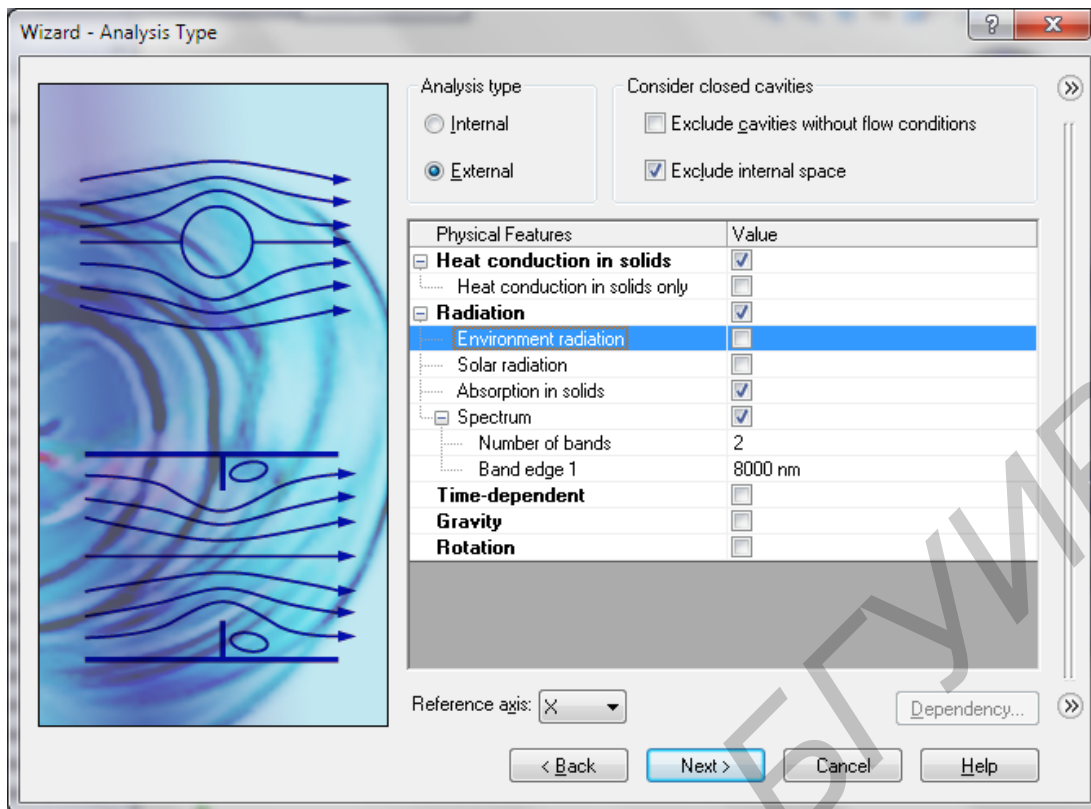 Wizard - Analysis Type
?
X
Analysis type
Internal
External
Consider closed cavities
Exclude cavities without flow conditions
Exclude internal space
Physical Features Value
Heat conduction in solids
Heat conduction in solids only
Radiation
Environment radiation
Solar radiation
Absorption in solids
Spectrum
Number of bands 2
Band edge 1 8000 nm
Time-dependent
Gravity
Rotation
Reference axis: X
Dependency...
< Back Next > Cancel Help
БГУИР